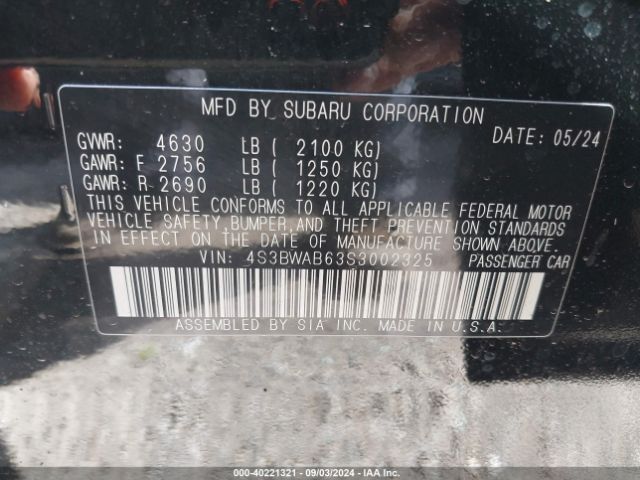 MFD BY SUBARU CORPORATION
DATE: 05/24
GVWR: 4630 LB ( 2100 KG)
GAWR: F 2756 LB ( 1250 KG)
GAWR: R 2690 LB ( 1220 KG)
THIS VEHICLE CONFORMS TO ALL APPLICABLE FEDERAL MOTOR
VEHICLE SAFETY, BUMPER, AND THEFT PREVENTION STANDARDS
IN EFFECT ON THE DATE OF MANUFACTURE SHOWN ABOVE.
VIN: 4S3BWAB63S3002325 PASSENGER CAR
ASSEMBLED BY SIA INC. MADE IN U.S.A.
000-40221321 - 09/03/2024 - IAA Inc.